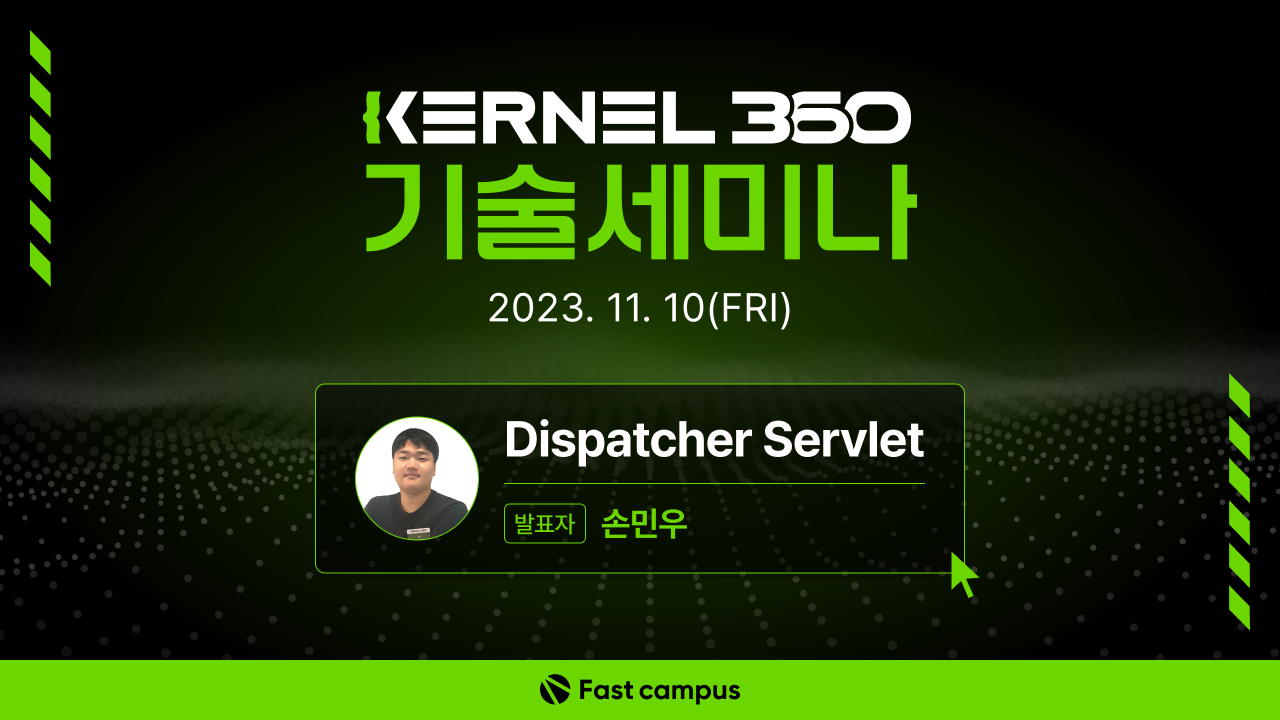 KERNEL 360
기술세미나
2023. 11. 10(FRI)
Dispatcher Servlet
발표자 손민우
Fast campus